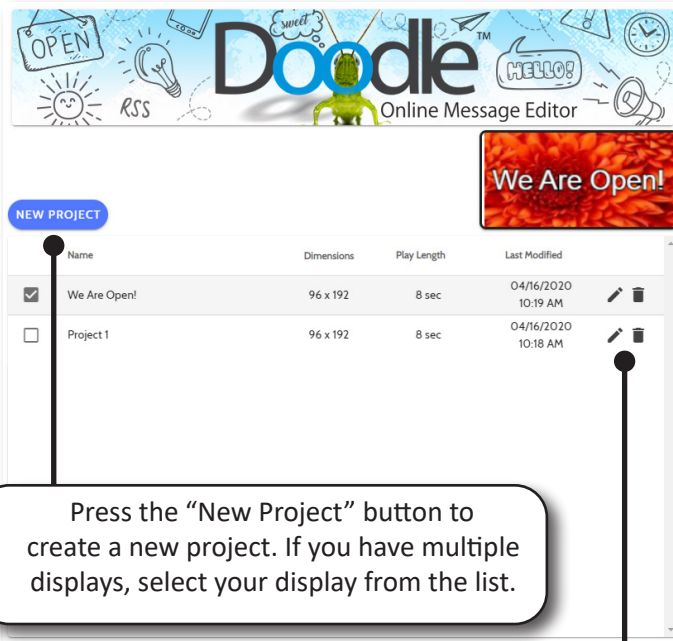 OPEN
sweet
Doodle™
HELLO?
RSS
Online Message Editor
We Are Open!
NEW PROJECT
Name Dimensions Play Length Last Modified
We Are Open! 96 x 192 8 sec 04/16/2020
10:19 AM
Project 1 96 x 192 8 sec 04/16/2020
10:18 AM
Press the “New Project” button to
create a new project. If you have multiple
displays, select your display from the list.